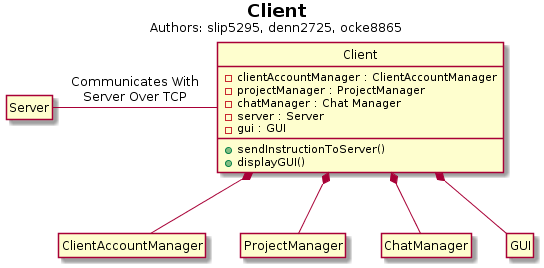 Client
Authors: slip5295, denn2725, ocke8865
Client
clientAccountManager : ClientAccountManager
projectManager : ProjectManager
chatManager : Chat Manager
server : Server
gui : GUI
sendInstructionToServer()
displayGUI()
Communicates With
Server Over TCP
Server
ClientAccountManager
ProjectManager
ChatManager
GUI